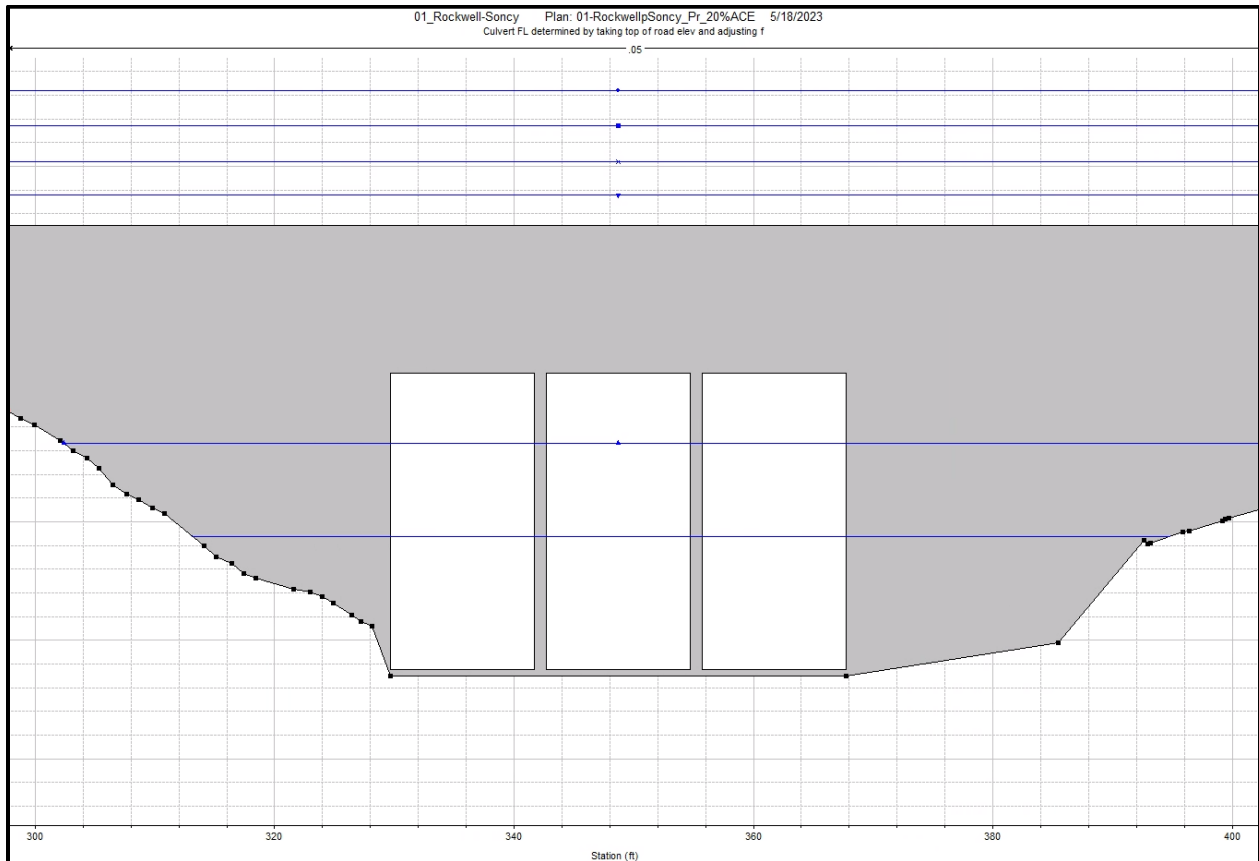 01_Rockwell-Soncy Plan: 01-RockwellpSoncy_Pr_20%ACE 5/18/2023
Culvert FL determined by taking top of road elev and adjusting f
.05
300 320 340 360 380 400
Station (ft)